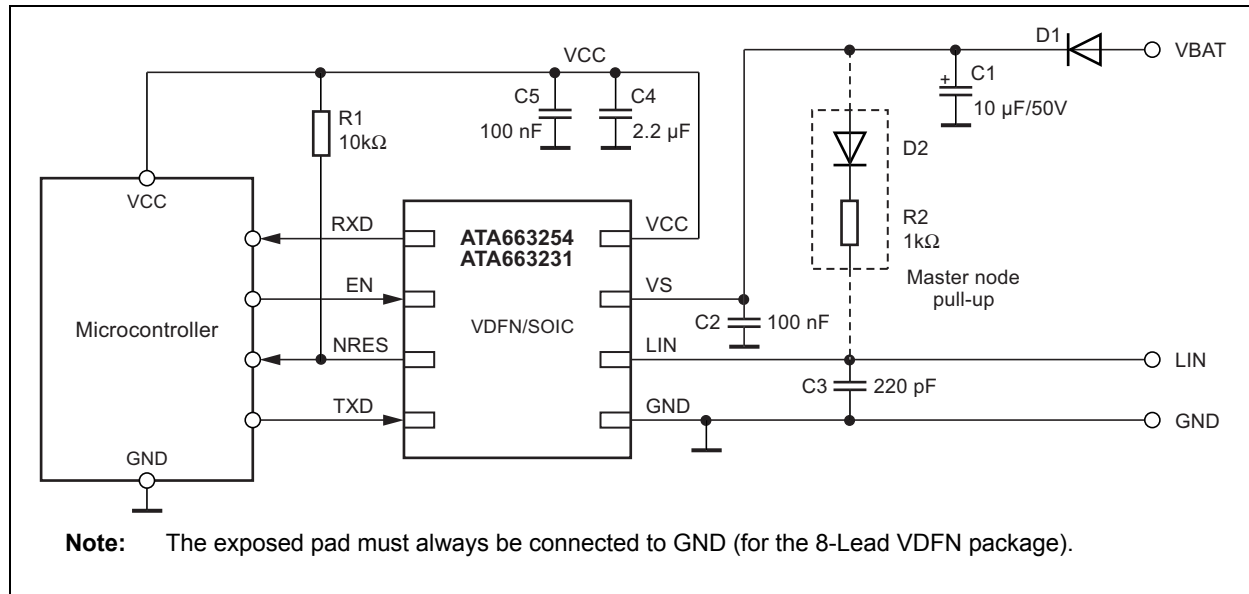 VCC
D1
VBAT
C1
+
10 µF/50V
C5
100 nF
C4
2.2 µF
R1
10kΩ
D2
R2
1kΩ
Master node
pull-up
VCC
Microcontroller
GND
RXD
EN
NRES
TXD
ATA663254
ATA663231
VDFN/SOIC
VCC
VS
LIN
GND
C2
100 nF
C3
220 pF
LIN
GND
Note: The exposed pad must always be connected to GND (for the 8-Lead VDFN package).